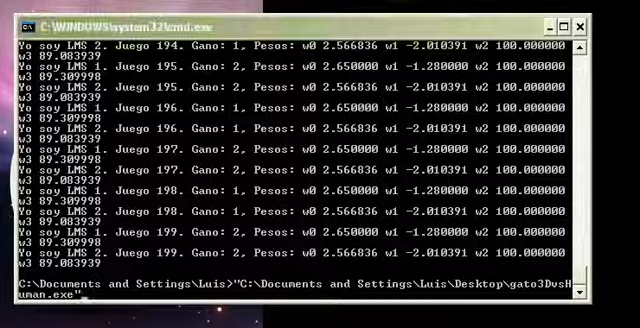 C:\WINDOWS\system32\cmd.exe
Yo soy LMS 2. Juego 194. Gano: 1, Pesos: w0 2.566836 w1 -2.010391 w2 100.000000
w3 89.083939
Yo soy LMS 1. Juego 195. Gano: 2, Pesos: w0 2.650000 w1 -1.280000 w2 100.000000
w3 89.309998
Yo soy LMS 2. Juego 195. Gano: 2, Pesos: w0 2.566836 w1 -2.010391 w2 100.000000
w3 89.083939
Yo soy LMS 1. Juego 196. Gano: 1, Pesos: w0 2.650000 w1 -1.280000 w2 100.000000
w3 89.309998
Yo soy LMS 2. Juego 196. Gano: 1, Pesos: w0 2.566836 w1 -2.010391 w2 100.000000
w3 89.083939
Yo soy LMS 1. Juego 197. Gano: 2, Pesos: w0 2.650000 w1 -1.280000 w2 100.000000
w3 89.309998
Yo soy LMS 2. Juego 197. Gano: 2, Pesos: w0 2.566836 w1 -2.010391 w2 100.000000
w3 89.083939
Yo soy LMS 1. Juego 198. Gano: 1, Pesos: w0 2.650000 w1 -1.280000 w2 100.000000
w3 89.309998
Yo soy LMS 2. Juego 198. Gano: 1, Pesos: w0 2.566836 w1 -2.010391 w2 100.000000
w3 89.083939
Yo soy LMS 1. Juego 199. Gano: 2, Pesos: w0 2.650000 w1 -1.280000 w2 100.000000
w3 89.309998
Yo soy LMS 2. Juego 199. Gano: 2, Pesos: w0 2.566836 w1 -2.010391 w2 100.000000
w3 89.083939
C:\Documents and Settings\Luis>"C:\Documents and Settings\Luis\Desktop\gato3DvsH
uman.exe"_